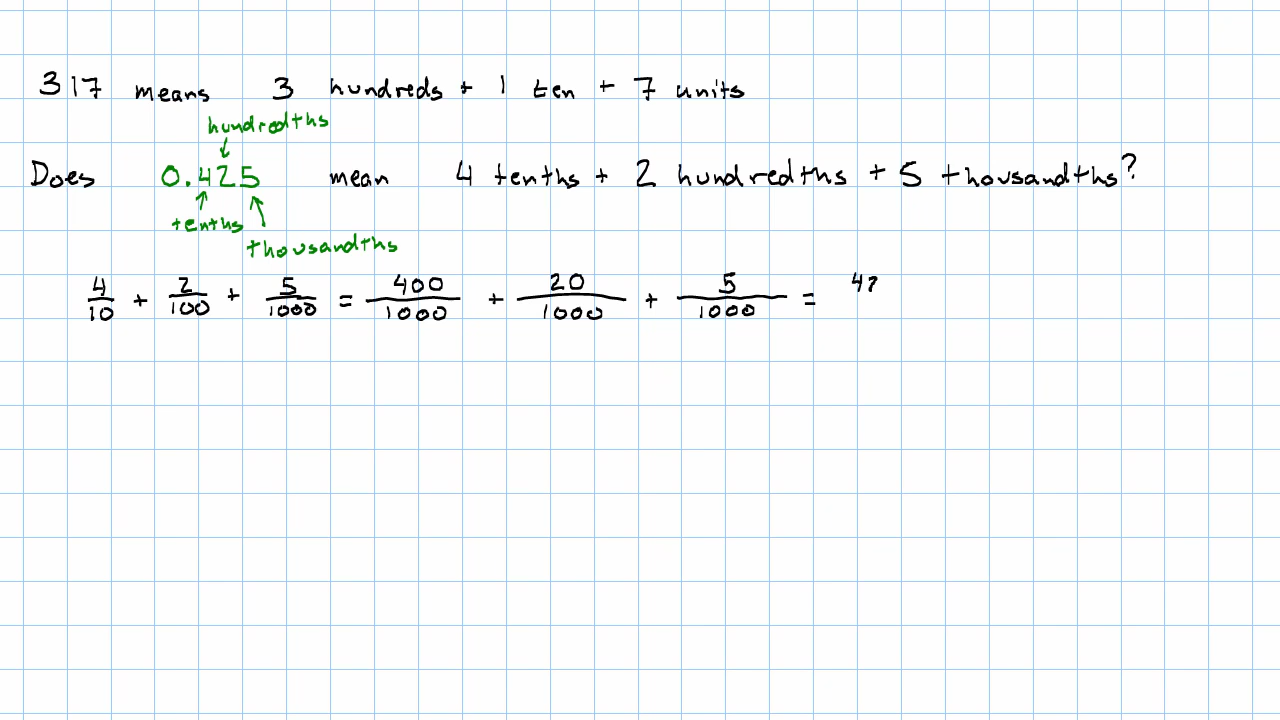 317 means 3 hundreds + 1 ten + 7 units
hundredths
Does 0.425 mean 4 tenths + 2 hundredths + 5 thousandths?
tenths
thousandths
4/10 + 2/100 + 5/1000 = 400/1000 + 20/1000 + 5/1000 = 4